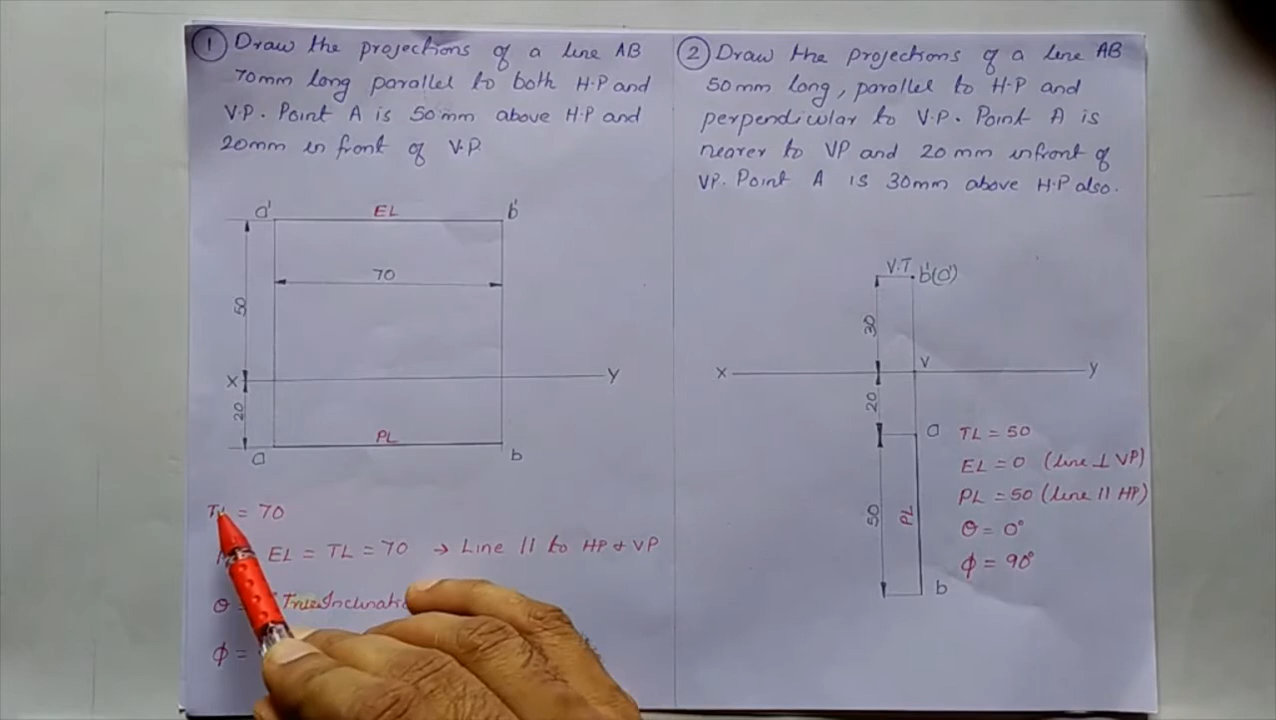 1 Draw the projections of a line AB
70mm long parallel to both H.P and
V.P. Point A is 50mm above H.P and
20mm in front of V.P.
a' EL b'
70
50
X Y
20
PL
a b
TL = 70
EL = TL = 70 → Line || to HP & VP
θ = True Inclinatio
ϕ =
2 Draw the projections of a line AB
50mm long, parallel to H.P and
perpendicular to V.P. Point A is
nearer to VP and 20mm infront of
VP. Point A is 30mm above H.P also.
V.T b'(a')
30
X V Y
20
a TL = 50
EL = 0 (line ⊥ VP)
50 PL PL = 50 (line || HP)
θ = 0°
ϕ = 90°
b